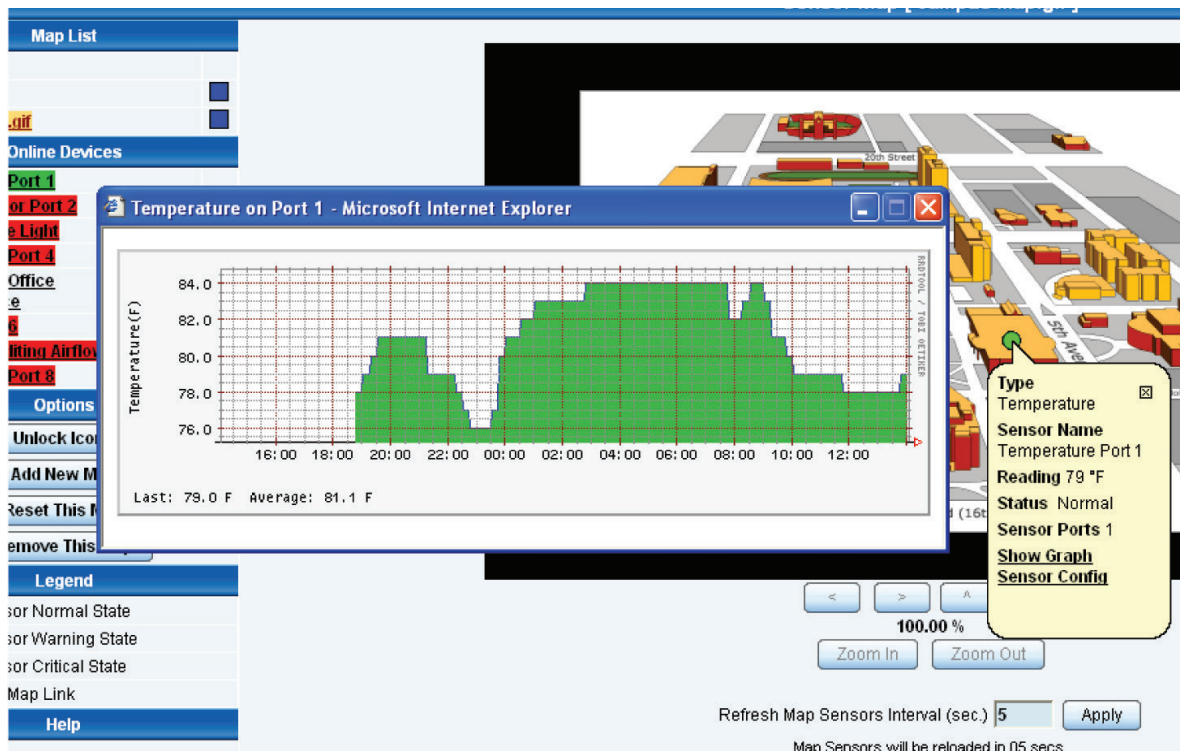 Map List
.gif
Online Devices
Port 1
or Port 2
e Light
Port 4
Office
e
6
diting Airflow
Port 8
Options
Unlock Icon
Add New M
Reset This M
emove This
Legend
sor Normal State
sor Warning State
sor Critical State
Map Link
Help
Temperature on Port 1 - Microsoft Internet Explorer
Temperature(F)
84.0
82.0
80.0
78.0
76.0
16:00 18:00 20:00 22:00 00:00 02:00 04:00 06:00 08:00 10:00 12:00
Last: 79.0 F Average: 81.1 F
RRDTOOL / TOBI OETIKER
20th Street
5th Ave
(16t
Type
Temperature
Sensor Name
Temperature Port 1
Reading 79 °F
Status Normal
Sensor Ports 1
Show Graph
Sensor Config
< > ^
100.00 %
Zoom In Zoom Out
Refresh Map Sensors Interval (sec.) 5 Apply
Map Sensors will be reloaded in 05 secs